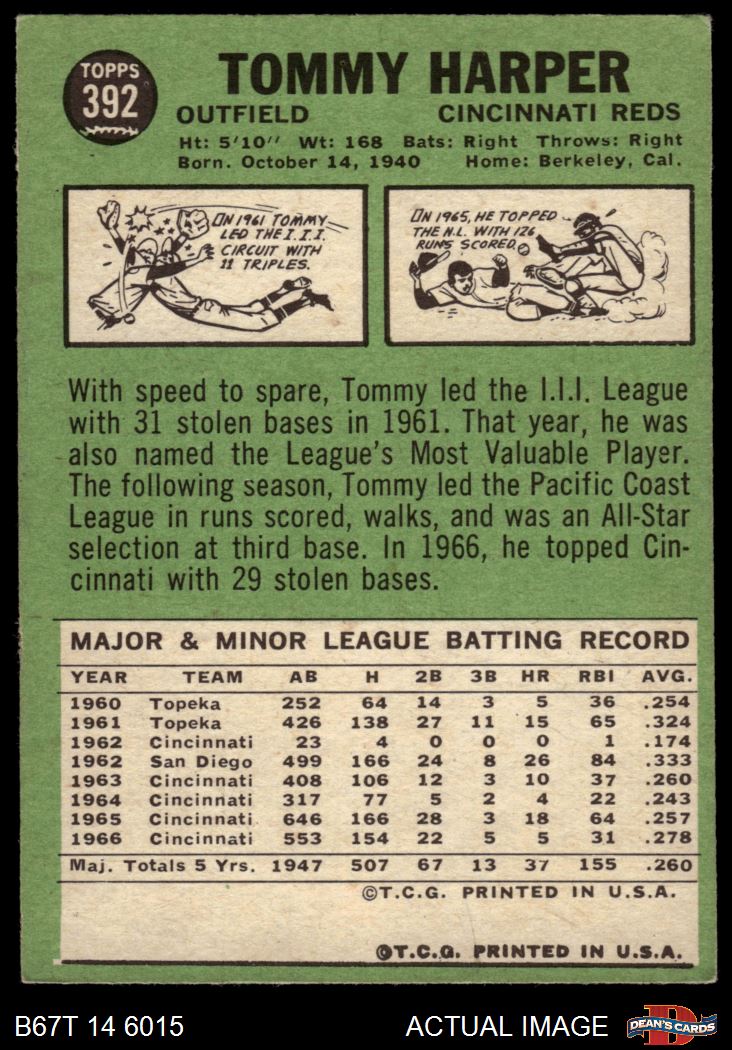 TOPPS
392
TOMMY HARPER
OUTFIELD CINCINNATI REDS
Ht: 5'10" Wt: 168 Bats: Right Throws: Right
Born. October 14, 1940 Home: Berkeley, Cal.
ON 1961 TOMMY
LED THE I.I.I.
CIRCUIT WITH
11 TRIPLES.
IN 1965, HE TOPPED
THE N.L. WITH 126
RUNS SCORED.
With speed to spare, Tommy led the I.I.I. League
with 31 stolen bases in 1961. That year, he was
also named the League's Most Valuable Player.
The following season, Tommy led the Pacific Coast
League in runs scored, walks, and was an All-Star
selection at third base. In 1966, he topped Cin-
cinnati with 29 stolen bases.
MAJOR & MINOR LEAGUE BATTING RECORD
YEAR TEAM AB H 2B 3B HR RBI AVG.
1960 Topeka 252 64 14 3 5 36 .254
1961 Topeka 426 138 27 11 15 65 .324
1962 Cincinnati 23 4 0 0 0 1 .174
1962 San Diego 499 166 24 8 26 84 .333
1963 Cincinnati 408 106 12 3 10 37 .260
1964 Cincinnati 317 77 5 2 4 22 .243
1965 Cincinnati 646 166 28 3 18 64 .257
1966 Cincinnati 553 154 22 5 5 31 .278
Maj. Totals 5 Yrs. 1947 507 67 13 37 155 .260
©T.C.G. PRINTED IN U.S.A.
©T.C.G. PRINTED IN U.S.A.
B67T 14 6015 ACTUAL IMAGE D DEAN'S CARDS